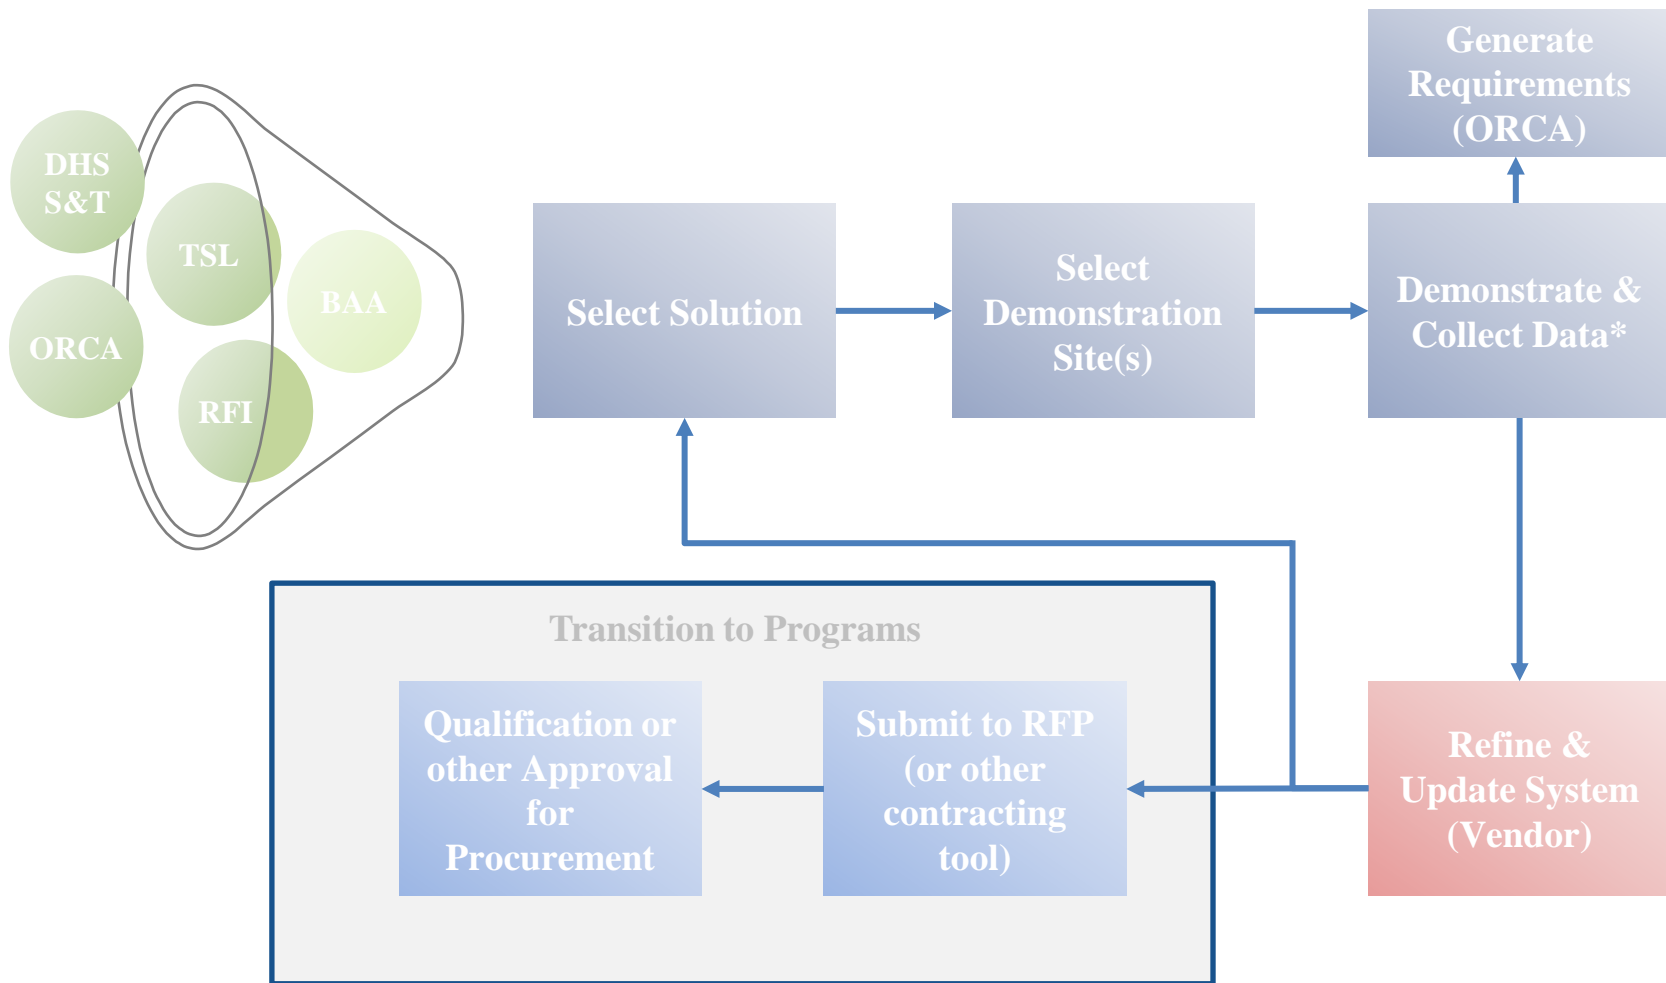 DHS
S&T
TSL
BAA
ORCA
RFI
Select Solution
Select
Demonstration
Site(s)
Generate
Requirements
(ORCA)
Demonstrate &
Collect Data*
Transition to Programs
Qualification or
other Approval
for
Procurement
Submit to RFP
(or other
contracting
tool)
Refine &
Update System
(Vendor)